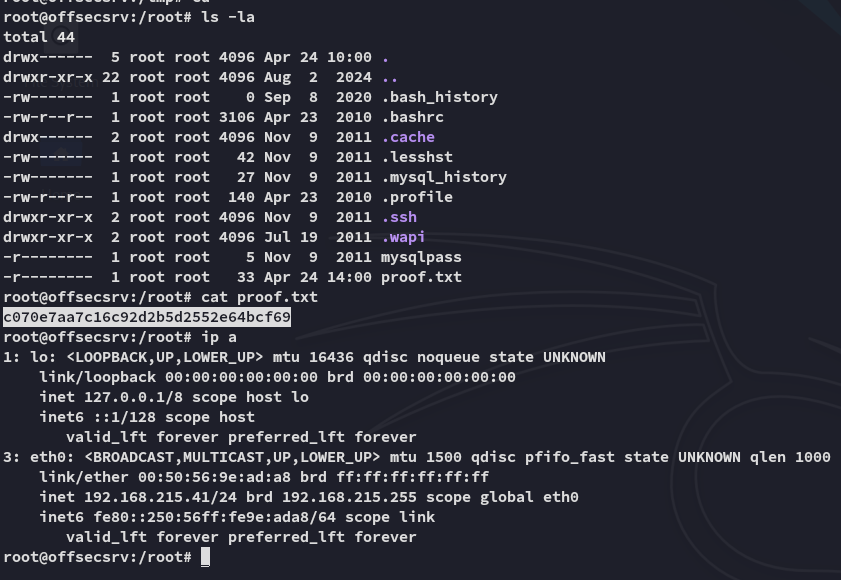 root@offsecsrv:/root# ls -la
total 44
drwx------  5 root root 4096 Apr 24 10:00 .
drwxr-xr-x 22 root root 4096 Aug  2  2024 ..
-rw-------  1 root root    0 Sep  8  2020 .bash_history
-rw-r--r--  1 root root 3106 Apr 23  2010 .bashrc
drwx------  2 root root 4096 Nov  9  2011 .cache
-rw-------  1 root root   42 Nov  9  2011 .lesshst
-rw-------  1 root root   27 Nov  9  2011 .mysql_history
-rw-r--r--  1 root root  140 Apr 23  2010 .profile
drwxr-xr-x  2 root root 4096 Nov  9  2011 .ssh
drwxr-xr-x  2 root root 4096 Jul 19  2011 .wapi
-r--------  1 root root    5 Nov  9  2011 mysqlpass
-r--------  1 root root   33 Apr 24 14:00 proof.txt
root@offsecsrv:/root# cat proof.txt
c070e7aa7c16c92d2b5d2552e64bcf69
root@offsecsrv:/root# ip a
1: lo: <LOOPBACK,UP,LOWER_UP> mtu 16436 qdisc noqueue state UNKNOWN
    link/loopback 00:00:00:00:00:00 brd 00:00:00:00:00:00
    inet 127.0.0.1/8 scope host lo
    inet6 ::1/128 scope host
       valid_lft forever preferred_lft forever
3: eth0: <BROADCAST,MULTICAST,UP,LOWER_UP> mtu 1500 qdisc pfifo_fast state UNKNOWN qlen 1000
    link/ether 00:50:56:9e:ad:a8 brd ff:ff:ff:ff:ff:ff
    inet 192.168.215.41/24 brd 192.168.215.255 scope global eth0
    inet6 fe80::250:56ff:fe9e:ada8/64 scope link
       valid_lft forever preferred_lft forever
root@offsecsrv:/root#